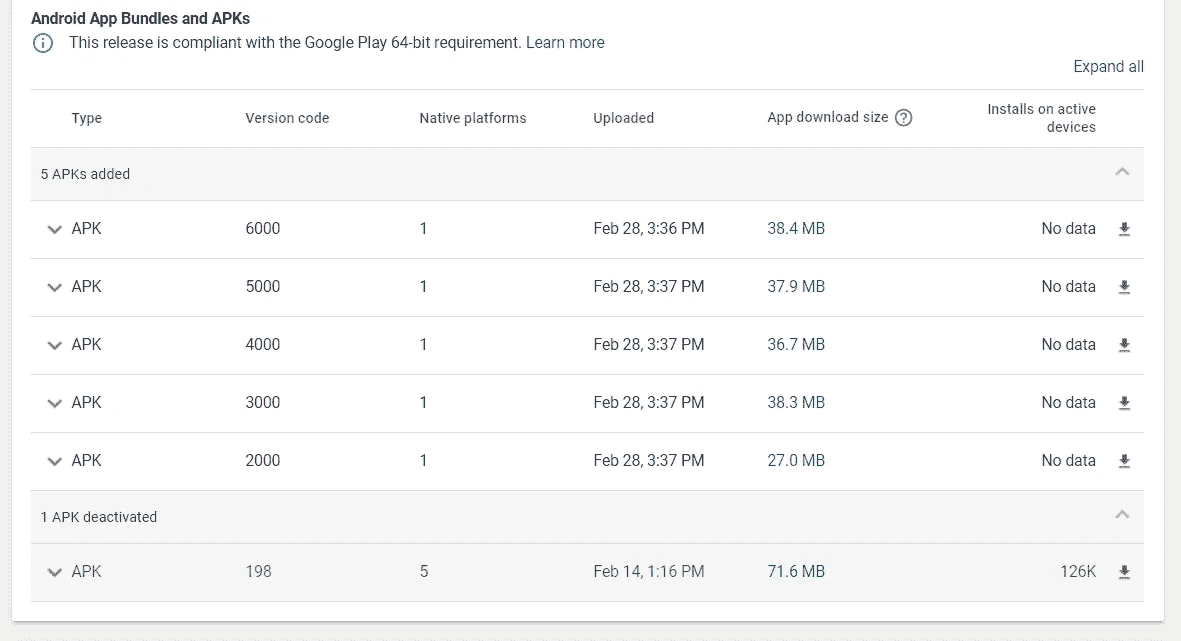 Android App Bundles and APKs
This release is compliant with the Google Play 64-bit requirement. Learn more
Expand all
Type Version code Native platforms Uploaded App download size Installs on active devices
5 APKs added
APK 6000 1 Feb 28, 3:36 PM 38.4 MB No data
APK 5000 1 Feb 28, 3:37 PM 37.9 MB No data
APK 4000 1 Feb 28, 3:37 PM 36.7 MB No data
APK 3000 1 Feb 28, 3:37 PM 38.3 MB No data
APK 2000 1 Feb 28, 3:37 PM 27.0 MB No data
1 APK deactivated
APK 198 5 Feb 14, 1:16 PM 71.6 MB 126K